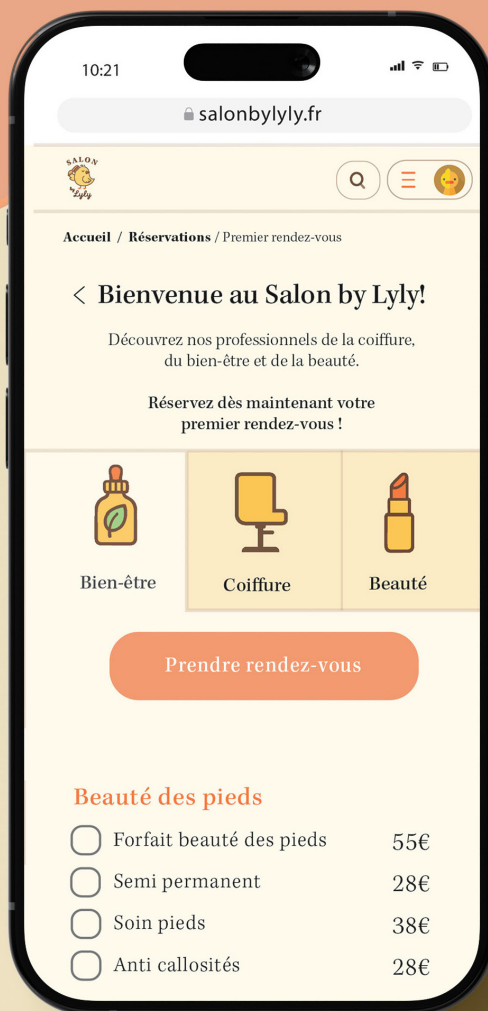 10:21
salonbylyly.fr
SALON
by Lyly
Accueil / Réservations / Premier rendez-vous
< Bienvenue au Salon by Lyly!
Découvrez nos professionnels de la coiffure,
du bien-être et de la beauté.
Réservez dès maintenant votre
premier rendez-vous !
Bien-être
Coiffure
Beauté
Prendre rendez-vous
Beauté des pieds
Forfait beauté des pieds 55€
Semi permanent 28€
Soin pieds 38€
Anti callosités 28€